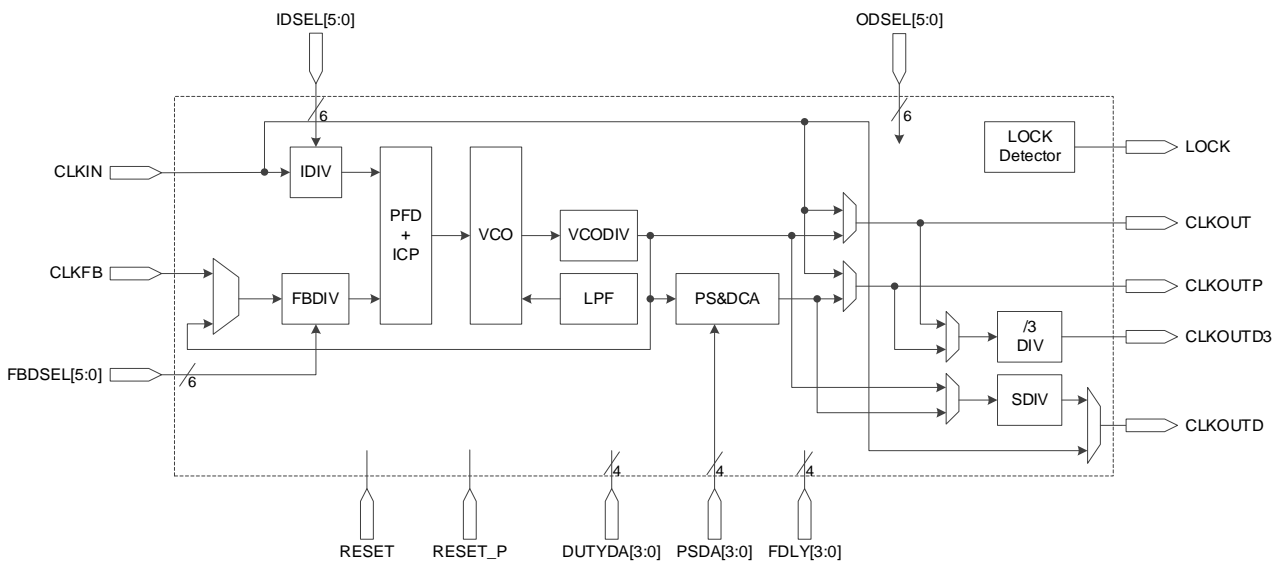 IDSEL[5:0]
ODSEL[5:0]
6
6
CLKIN
IDIV
LOCK
Detector
LOCK
PFD
+
ICP
VCO
VCODIV
CLKOUT
CLKFB
FBDIV
LPF
PS&DCA
CLKOUTP
/3
DIV
CLKOUTD3
FBDSEL[5:0]
6
SDIV
CLKOUTD
4
4
4
RESET
RESET_P
DUTYDA[3:0]
PSDA[3:0]
FDLY[3:0]